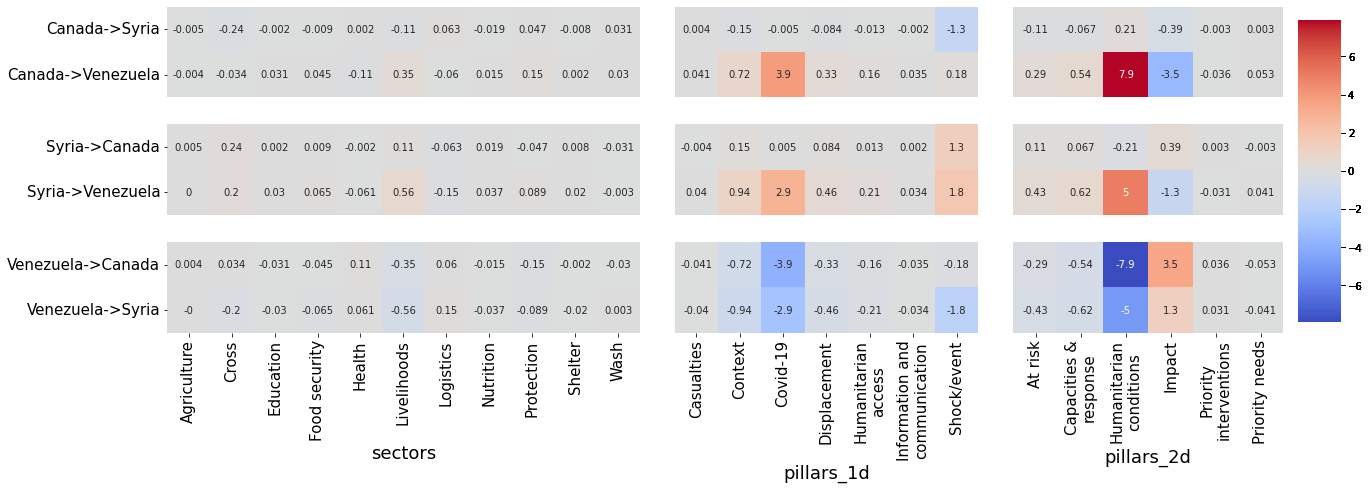 Canada->Syria -0.005 -0.24 -0.002 -0.009 0.002 -0.11 0.063 -0.019 0.047 -0.008 0.031 0.004 -0.15 -0.005 -0.084 -0.013 -0.002 -1.3 -0.11 -0.067 0.21 -0.39 -0.003 0.003
Canada->Venezuela -0.004 -0.034 0.031 0.045 -0.11 0.35 -0.06 0.015 0.15 0.002 0.03 0.041 0.72 3.9 0.33 0.16 0.035 0.18 0.29 0.54 7.9 -3.5 -0.036 0.053
Syria->Canada 0.005 0.24 0.002 0.009 -0.002 0.11 -0.063 0.019 -0.047 0.008 -0.031 -0.004 0.15 0.005 0.084 0.013 0.002 1.3 0.11 0.067 -0.21 0.39 0.003 -0.003
Syria->Venezuela 0 0.2 0.03 0.065 -0.061 0.56 -0.15 0.037 0.089 0.02 -0.003 0.04 0.94 2.9 0.46 0.21 0.034 1.8 0.43 0.62 5 -1.3 -0.031 0.041
Venezuela->Canada 0.004 0.034 -0.031 -0.045 0.11 -0.35 0.06 -0.015 -0.15 -0.002 -0.03 -0.041 -0.72 -3.9 -0.33 -0.16 -0.035 -0.18 -0.29 -0.54 -7.9 3.5 0.036 -0.053
Venezuela->Syria -0 -0.2 -0.03 -0.065 0.061 -0.56 0.15 -0.037 -0.089 -0.02 0.003 -0.04 -0.94 -2.9 -0.46 -0.21 -0.034 -1.8 -0.43 -0.62 -5 1.3 0.031 -0.041
Agriculture
Cross
Education
Food security
Health
Livelihoods
Logistics
Nutrition
Protection
Shelter
Wash
sectors
Casualties
Context
Covid-19
Displacement
Humanitarian
access
Information and
communication
Shock/event
pillars_1d
At risk
Capacities &
response
Humanitarian
conditions
Impact
Priority
interventions
Priority needs
pillars_2d
6
4
2
0
−2
−4
−6